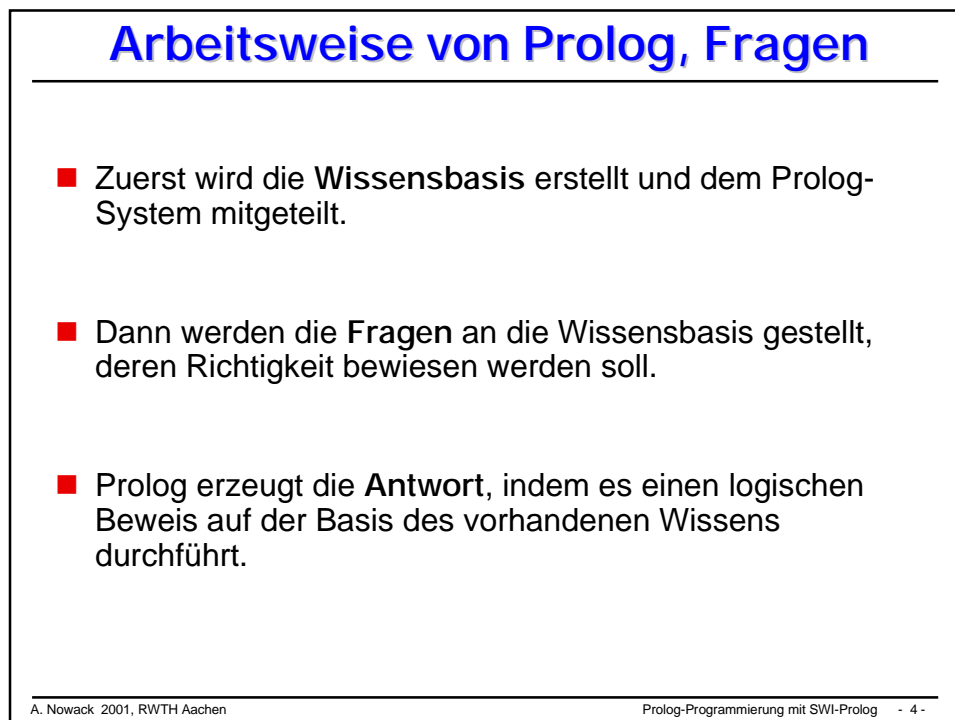 Arbeitsweise von Prolog, Fragen
Zuerst wird die Wissensbasis erstellt und dem Prolog-
System mitgeteilt.
Dann werden die Fragen an die Wissensbasis gestellt,
deren Richtigkeit bewiesen werden soll.
Prolog erzeugt die Antwort, indem es einen logischen
Beweis auf der Basis des vorhandenen Wissens
durchführt.
A. Nowack 2001, RWTH Aachen Prolog-Programmierung mit SWI-Prolog - 4 -